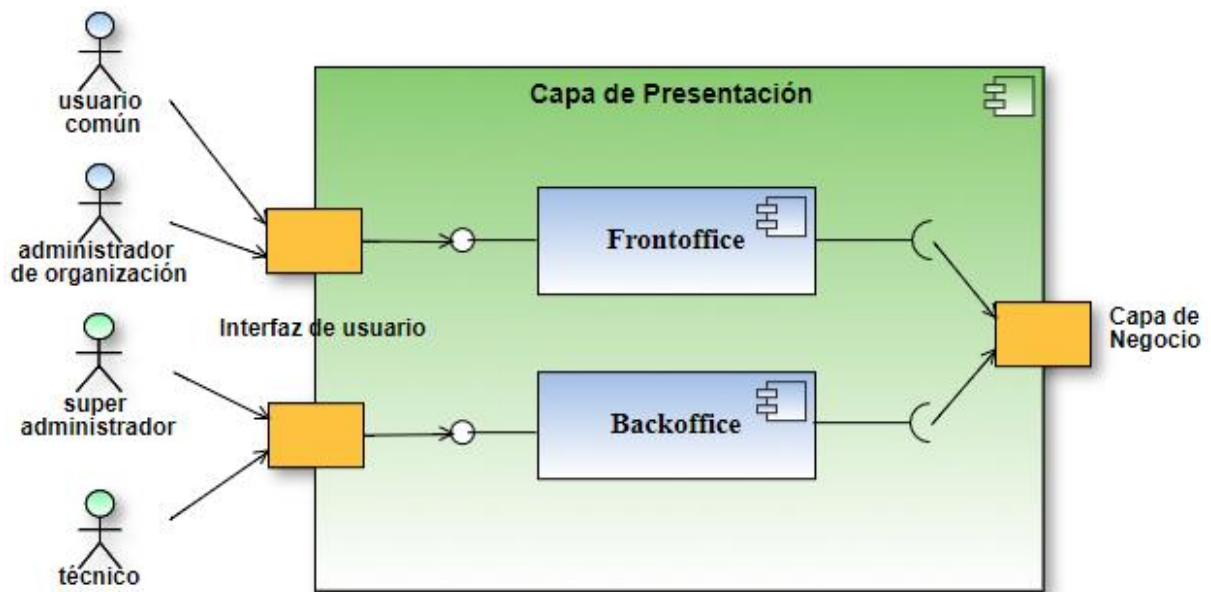 usuario
común
Capa de Presentación
administrador
de organización
Frontoffice
Interfaz de usuario
Capa de
Negocio
super
administrador
Backoffice
técnico